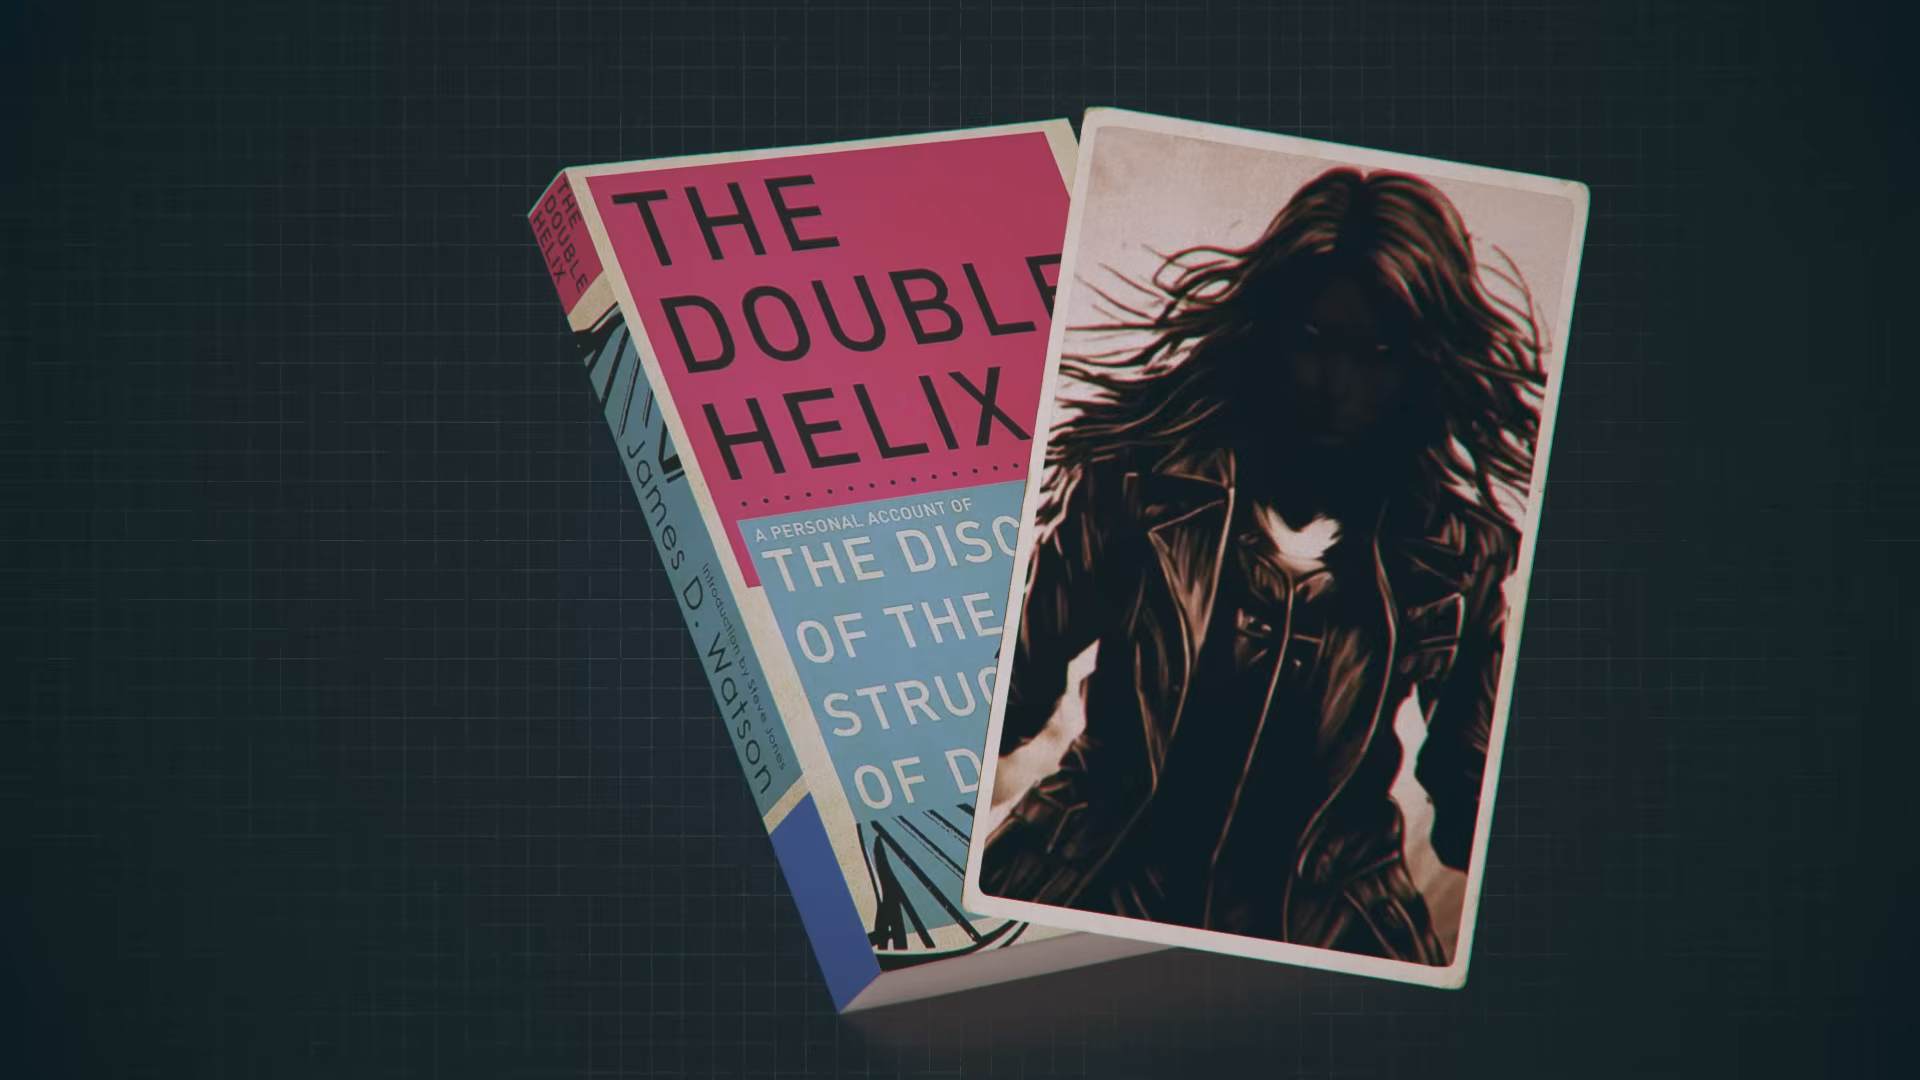 THE
DOUBLE
HELIX
James D. Watson
Introduction by Steve Jones
THE
DOUBLE
HELIX
A PERSONAL ACCOUNT OF
THE DISC
OF THE
STRUC
OF D